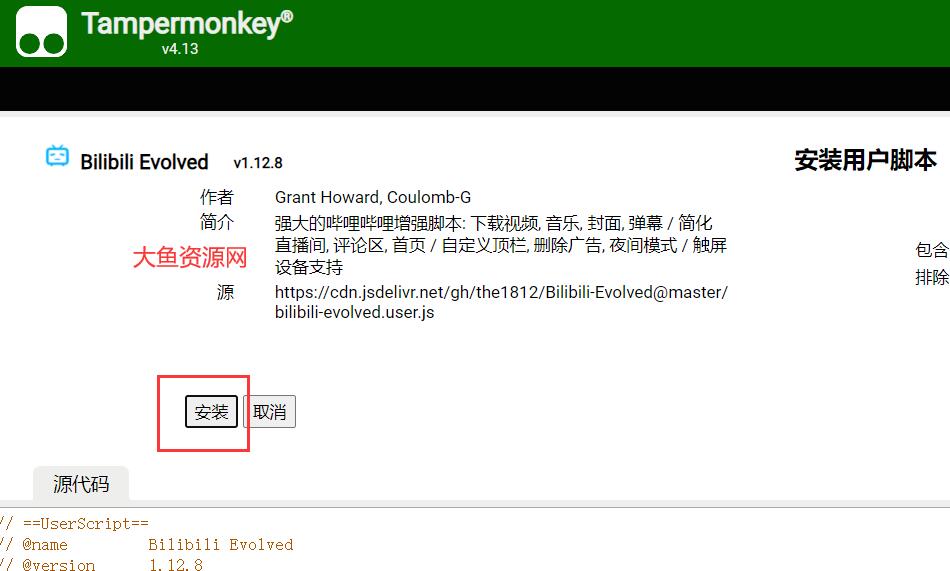 Tampermonkey®
v4.13
Bilibili Evolved v1.12.8
安装用户脚本
作者 Grant Howard, Coulomb-G
简介 强大的哔哩哔哩增强脚本: 下载视频, 音乐, 封面, 弹幕 / 简化
直播间, 评论区, 首页 / 自定义顶栏, 删除广告, 夜间模式 / 触屏
设备支持
大鱼资源网
包含
排除
源 https://cdn.jsdelivr.net/gh/the1812/Bilibili-Evolved@master/
bilibili-evolved.user.js
安装 取消
源代码
// ==UserScript==
// @name Bilibili Evolved
// @version 1.12.8